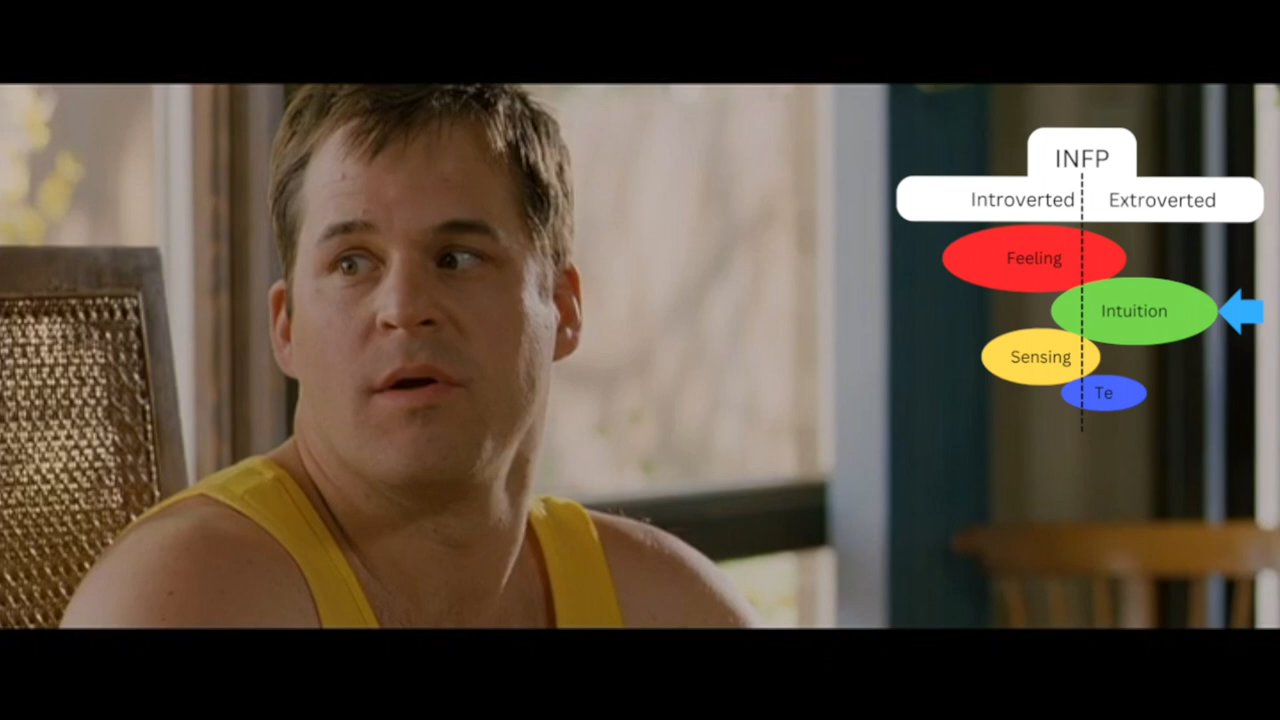 INFP
Introverted Extroverted
Feeling
Intuition
Sensing
Te